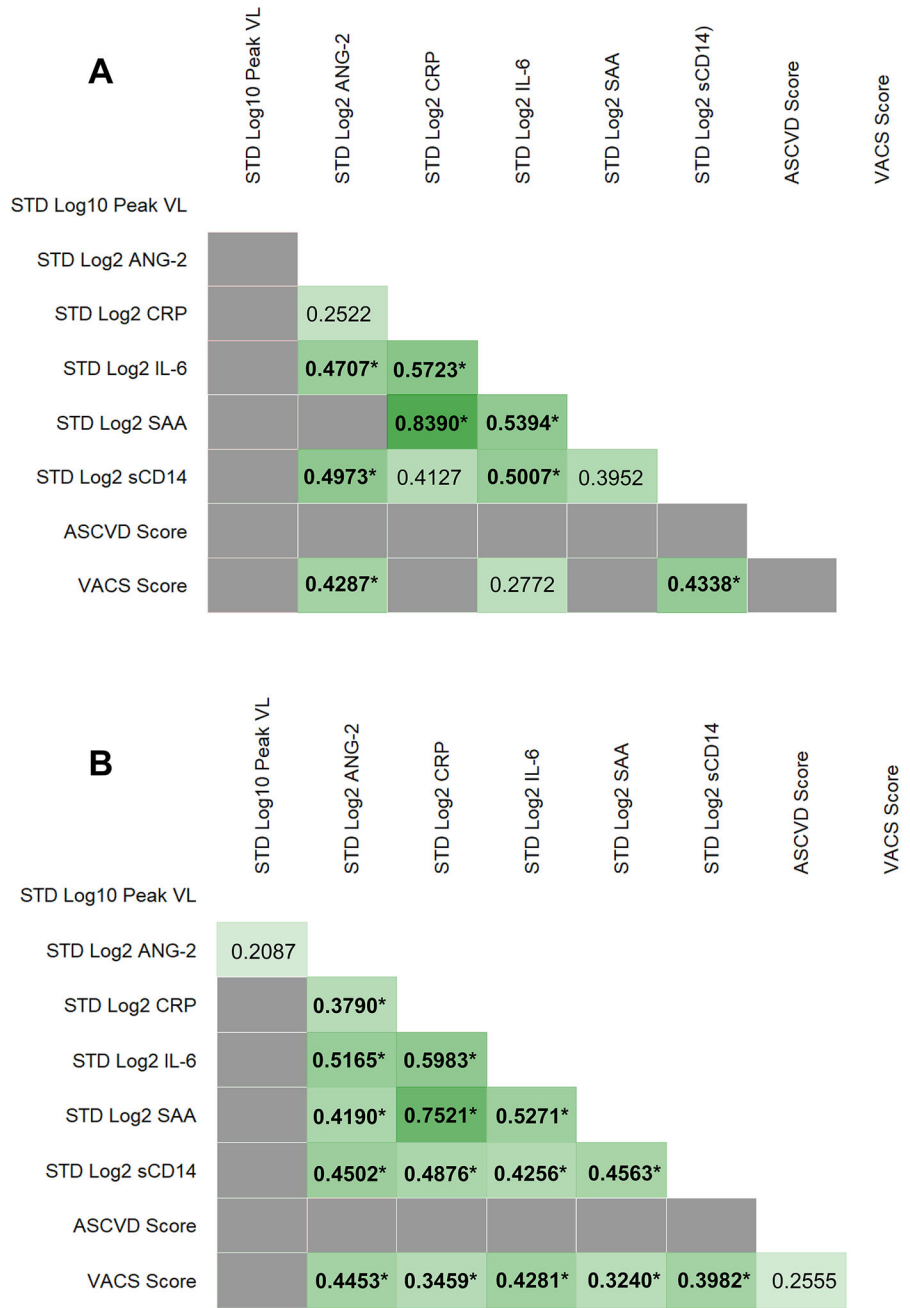 A
STD Log10 Peak VL
STD Log2 ANG-2
STD Log2 CRP
STD Log2 IL-6
STD Log2 SAA
STD Log2 sCD14)
ASCVD Score
VACS Score
STD Log10 Peak VL
STD Log2 ANG-2
STD Log2 CRP 0.2522
STD Log2 IL-6 0.4707* 0.5723*
STD Log2 SAA 0.8390* 0.5394*
STD Log2 sCD14 0.4973* 0.4127 0.5007* 0.3952
ASCVD Score
VACS Score 0.4287* 0.2772 0.4338*
B
STD Log10 Peak VL
STD Log2 ANG-2
STD Log2 CRP
STD Log2 IL-6
STD Log2 SAA
STD Log2 sCD14
ASCVD Score
VACS Score
STD Log10 Peak VL
STD Log2 ANG-2 0.2087
STD Log2 CRP 0.3790*
STD Log2 IL-6 0.5165* 0.5983*
STD Log2 SAA 0.4190* 0.7521* 0.5271*
STD Log2 sCD14 0.4502* 0.4876* 0.4256* 0.4563*
ASCVD Score
VACS Score 0.4453* 0.3459* 0.4281* 0.3240* 0.3982* 0.2555